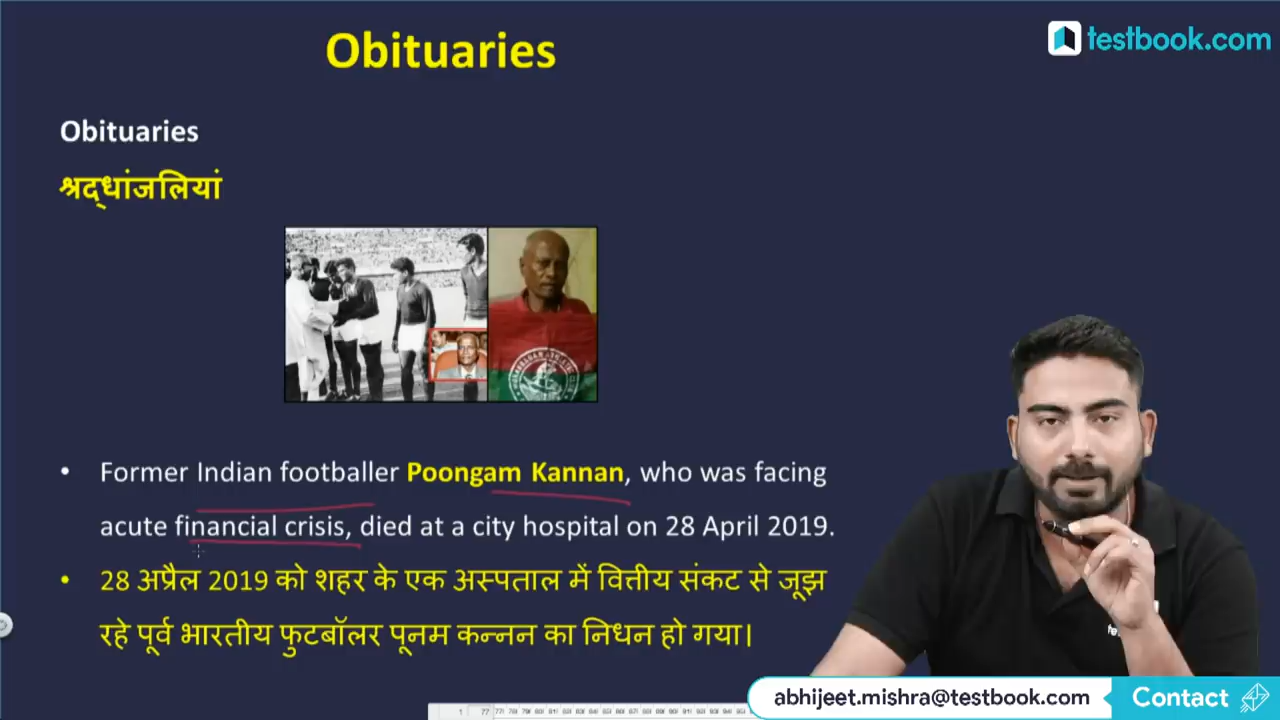 Obituaries
testbook.com
Obituaries
श्रद्धांजलियां
• Former Indian footballer Poongam Kannan, who was facing
acute financial crisis, died at a city hospital on 28 April 2019.
• 28 अप्रैल 2019 को शहर के एक अस्पताल में वित्तीय संकट से जूझ
रहे पूर्व भारतीय फुटबॉलर पूनम कन्नन का निधन हो गया।
abhijeet.mishra@testbook.com Contact